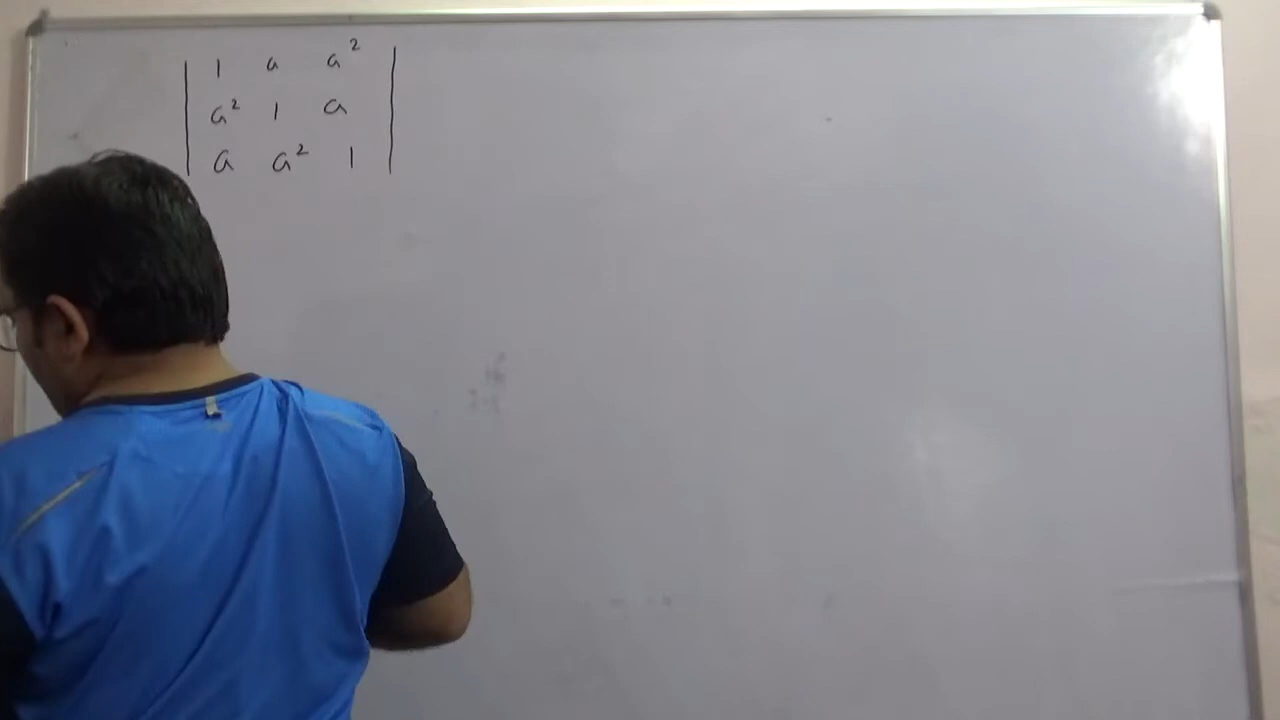 | 1 a a² |
| a² 1 a |
| a a² 1 |